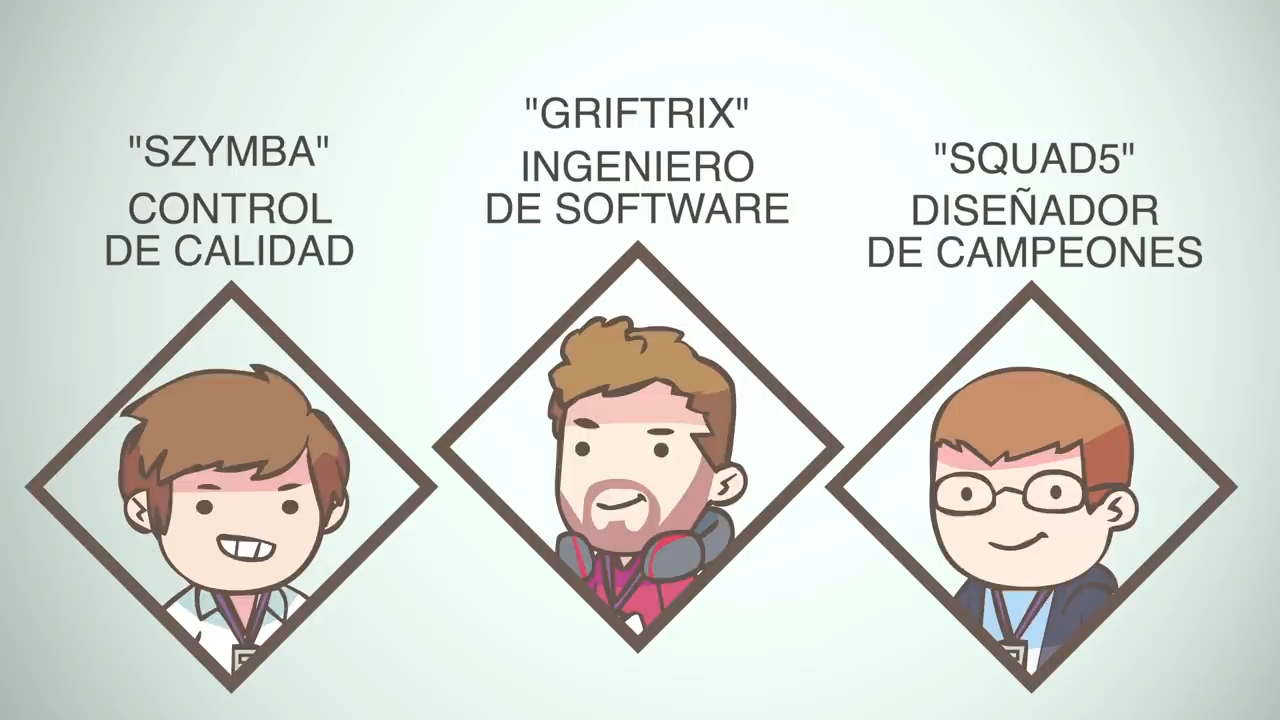 "SZYMBA"
CONTROL
DE CALIDAD
"GRIFTRIX"
INGENIERO
DE SOFTWARE
"SQUAD5"
DISEÑADOR
DE CAMPEONES